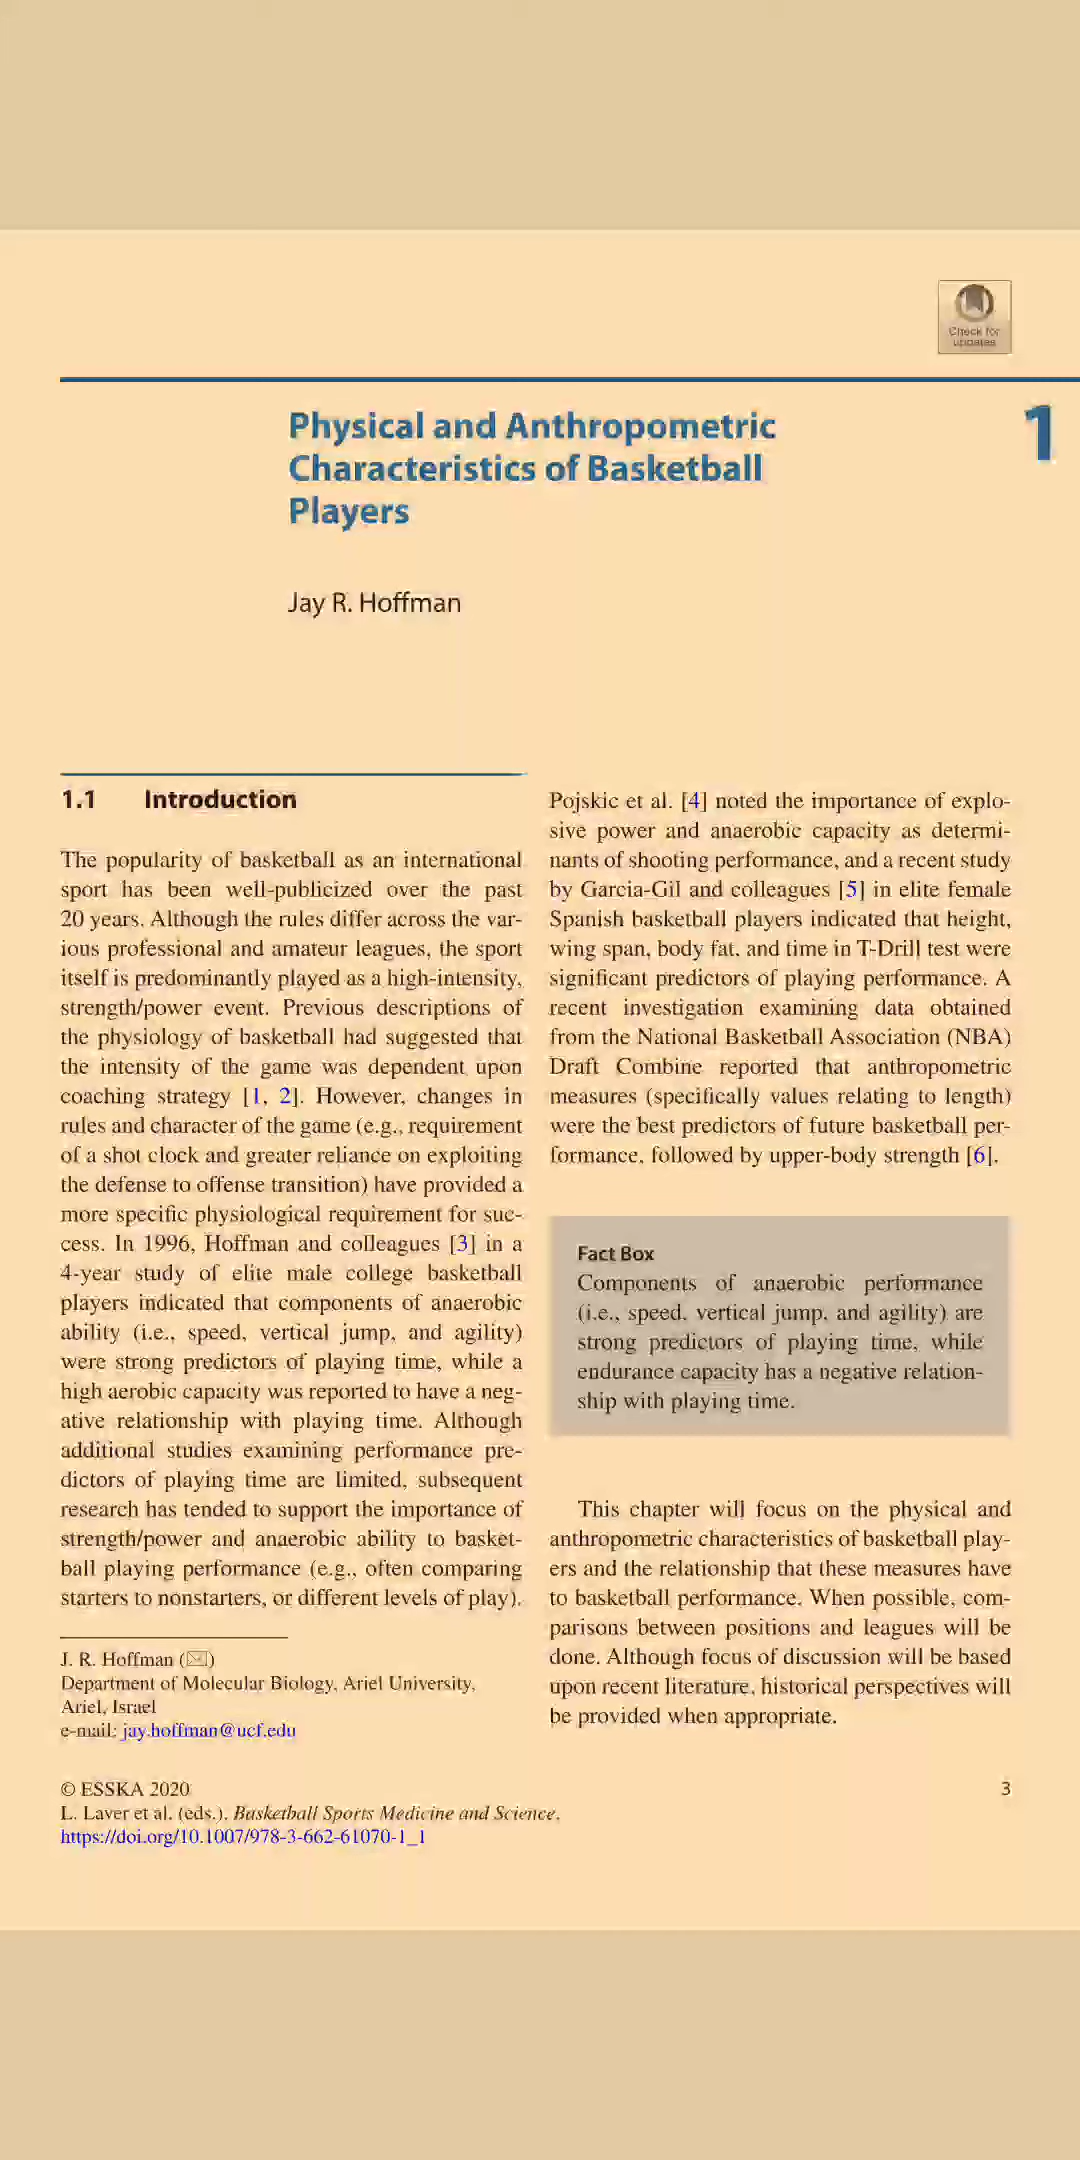 Check for
updates
1
Physical and Anthropometric
Characteristics of Basketball
Players
Jay R. Hoffman
1.1 Introduction
The popularity of basketball as an international
sport has been well-publicized over the past
20 years. Although the rules differ across the var-
ious professional and amateur leagues, the sport
itself is predominantly played as a high-intensity,
strength/power event. Previous descriptions of
the physiology of basketball had suggested that
the intensity of the game was dependent upon
coaching strategy [1, 2]. However, changes in
rules and character of the game (e.g., requirement
of a shot clock and greater reliance on exploiting
the defense to offense transition) have provided a
more specific physiological requirement for suc-
cess. In 1996, Hoffman and colleagues [3] in a
4-year study of elite male college basketball
players indicated that components of anaerobic
ability (i.e., speed, vertical jump, and agility)
were strong predictors of playing time, while a
high aerobic capacity was reported to have a neg-
ative relationship with playing time. Although
additional studies examining performance pre-
dictors of playing time are limited, subsequent
research has tended to support the importance of
strength/power and anaerobic ability to basket-
ball playing performance (e.g., often comparing
starters to nonstarters, or different levels of play).
Pojskic et al. [4] noted the importance of explo-
sive power and anaerobic capacity as determi-
nants of shooting performance, and a recent study
by Garcia-Gil and colleagues [5] in elite female
Spanish basketball players indicated that height,
wing span, body fat, and time in T-Drill test were
significant predictors of playing performance. A
recent investigation examining data obtained
from the National Basketball Association (NBA)
Draft Combine reported that anthropometric
measures (specifically values relating to length)
were the best predictors of future basketball per-
formance, followed by upper-body strength [6].
Fact Box
Components of anaerobic performance
(i.e., speed, vertical jump, and agility) are
strong predictors of playing time, while
endurance capacity has a negative relation-
ship with playing time.
This chapter will focus on the physical and
anthropometric characteristics of basketball play-
ers and the relationship that these measures have
to basketball performance. When possible, com-
parisons between positions and leagues will be
done. Although focus of discussion will be based
upon recent literature, historical perspectives will
be provided when appropriate.
J. R. Hoffman (✉)
Department of Molecular Biology, Ariel University,
Ariel, Israel
e-mail: jay.hoffman@ucf.edu
© ESSKA 2020
L. Laver et al. (eds.), Basketball Sports Medicine and Science,
https://doi.org/10.1007/978-3-662-61070-1_1
3